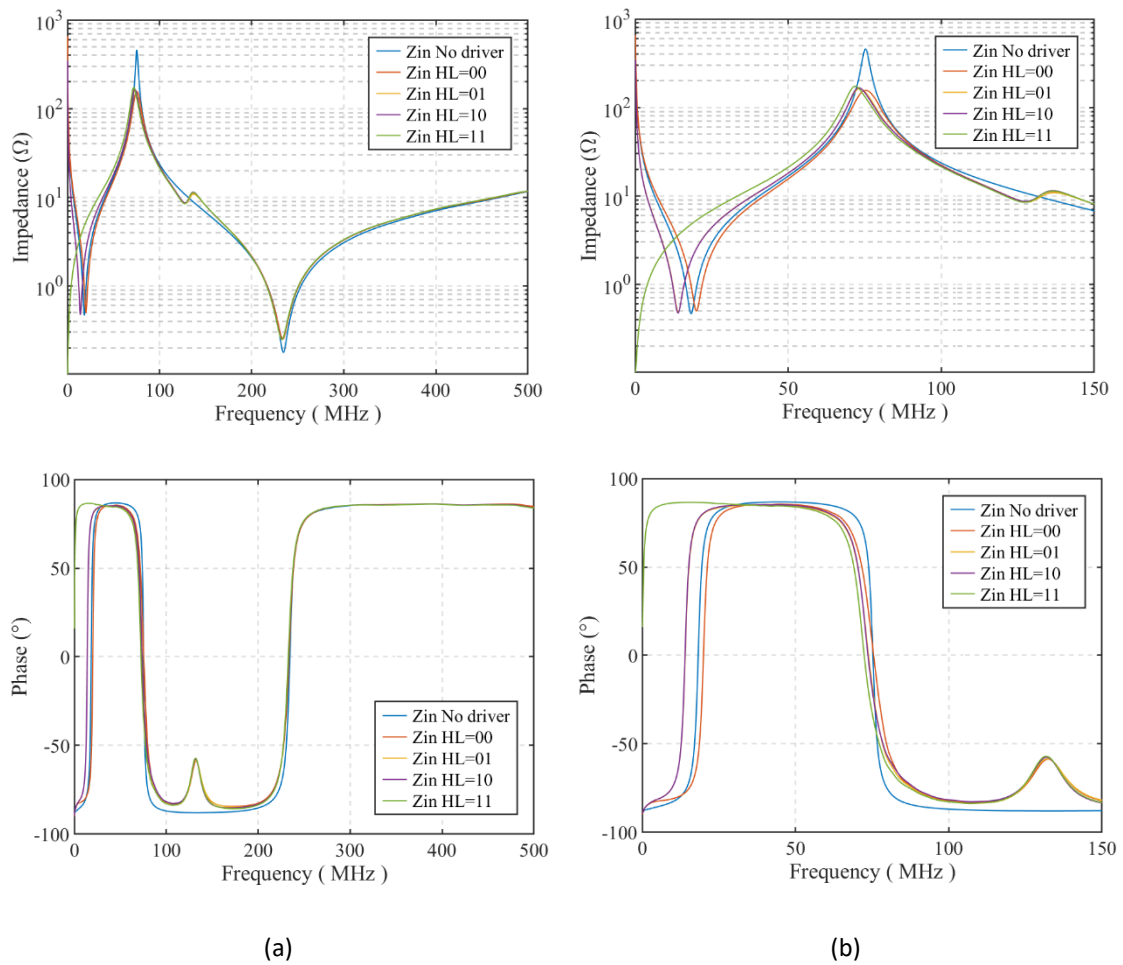 10³
10²
10¹
10⁰
Impedance (Ω)
Zin No driver
Zin HL=00
Zin HL=01
Zin HL=10
Zin HL=11
0 100 200 300 400 500
Frequency ( MHz )
10³
10²
10¹
10⁰
Impedance (Ω)
Zin No driver
Zin HL=00
Zin HL=01
Zin HL=10
Zin HL=11
0 50 100 150
Frequency ( MHz )
100
50
0
-50
-100
Phase (°)
Zin No driver
Zin HL=00
Zin HL=01
Zin HL=10
Zin HL=11
0 100 200 300 400 500
Frequency ( MHz )
100
50
0
-50
-100
Phase (°)
Zin No driver
Zin HL=00
Zin HL=01
Zin HL=10
Zin HL=11
0 50 100 150
Frequency ( MHz )
(a) (b)